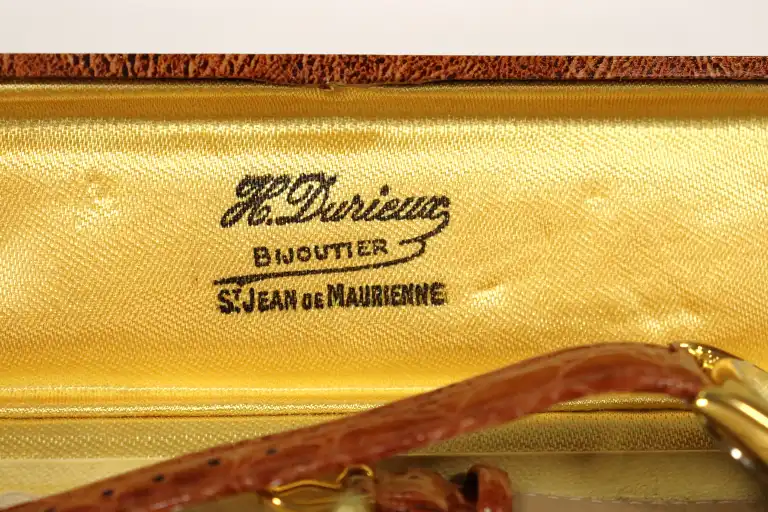 H. Durieux
BIJOUTIER
ST JEAN DE MAURIENNE